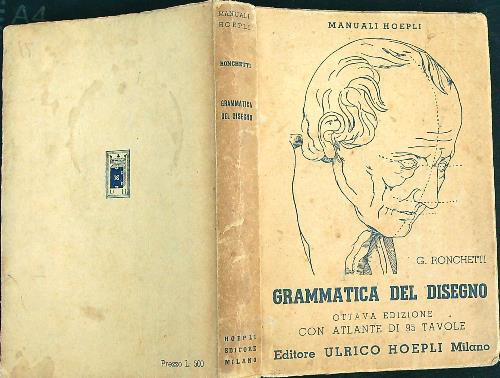 Prezzo L. 500
MANUALI
HOEPLI
RONCHETTI
GRAMMATICA
DEL DISEGNO
HOEPLI
EDITORE
MILANO
MANUALI HOEPLI
G. RONCHETTI
GRAMMATICA DEL DISEGNO
OTTAVA EDIZIONE
CON ATLANTE DI 95 TAVOLE
Editore ULRICO HOEPLI Milano